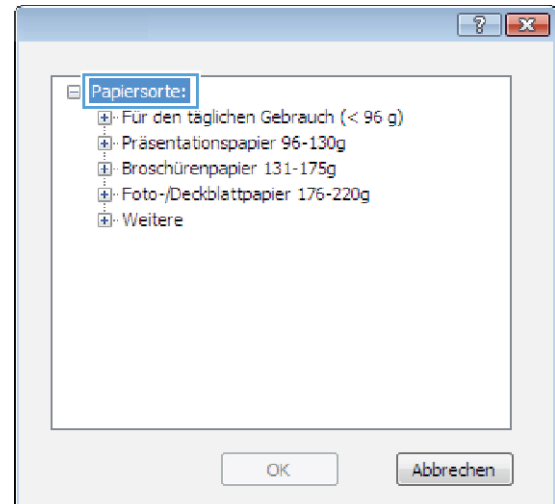 Papiersorte:
Für den täglichen Gebrauch (< 96 g)
Präsentationspapier 96-130g
Broschürenpapier 131-175g
Foto-/Deckblattpapier 176-220g
Weitere
OK
Abbrechen